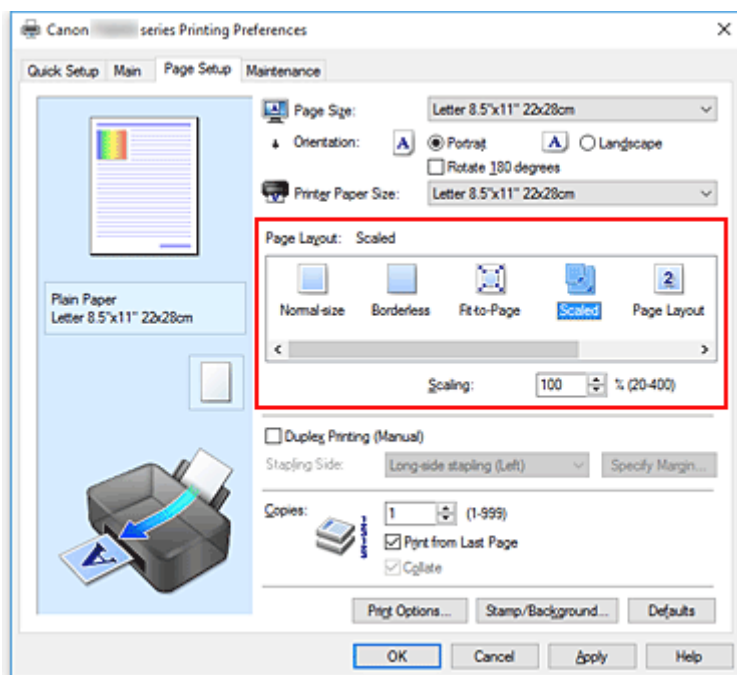 Canon series Printing Preferences
Quick Setup Main Page Setup Maintenance
Page Size: Letter 8.5"x11" 22x28cm
Orientation: A Portrait A Landscape
Rotate 180 degrees
Printer Paper Size: Letter 8.5"x11" 22x28cm
Page Layout: Scaled
2
Normal-size Borderless Fit-to-Page Scaled Page Layout
Scaling: 100 % (20-400)
Plain Paper
Letter 8.5"x11" 22x28cm
Duplex Printing (Manual)
Stapling Side: Long-side stapling (Left) Specify Margin...
Copies: 1 (1-999)
Print from Last Page
Collate
A
Print Options... Stamp/Background... Defaults
OK Cancel Apply Help